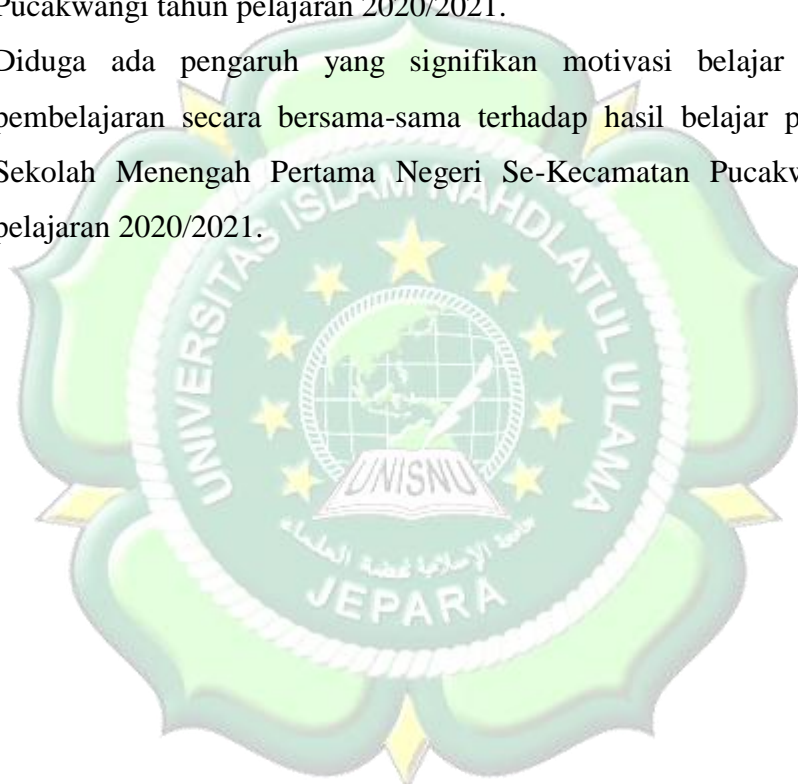 Pucakwangi tahun pelajaran 2020/2021.
Diduga ada pengaruh yang signifikan motivasi belajar
pembelajaran secara bersama-sama terhadap hasil belajar p
Sekolah Menengah Pertama Negeri Se-Kecamatan Pucakw
pelajaran 2020/2021.
UNIVERSITAS ISLAM NAHDLATUL ULAMA
UNISNU
JEPARA